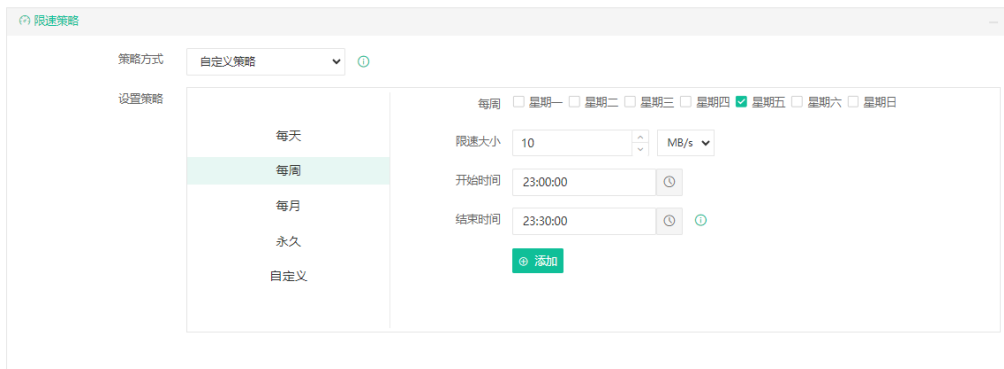 限速策略
策略方式 自定义策略
设置策略
每天
每周
每月
永久
自定义
每周 星期一 星期二 星期三 星期四 星期五 星期六 星期日
限速大小 10 MB/s
开始时间 23:00:00
结束时间 23:30:00
添加